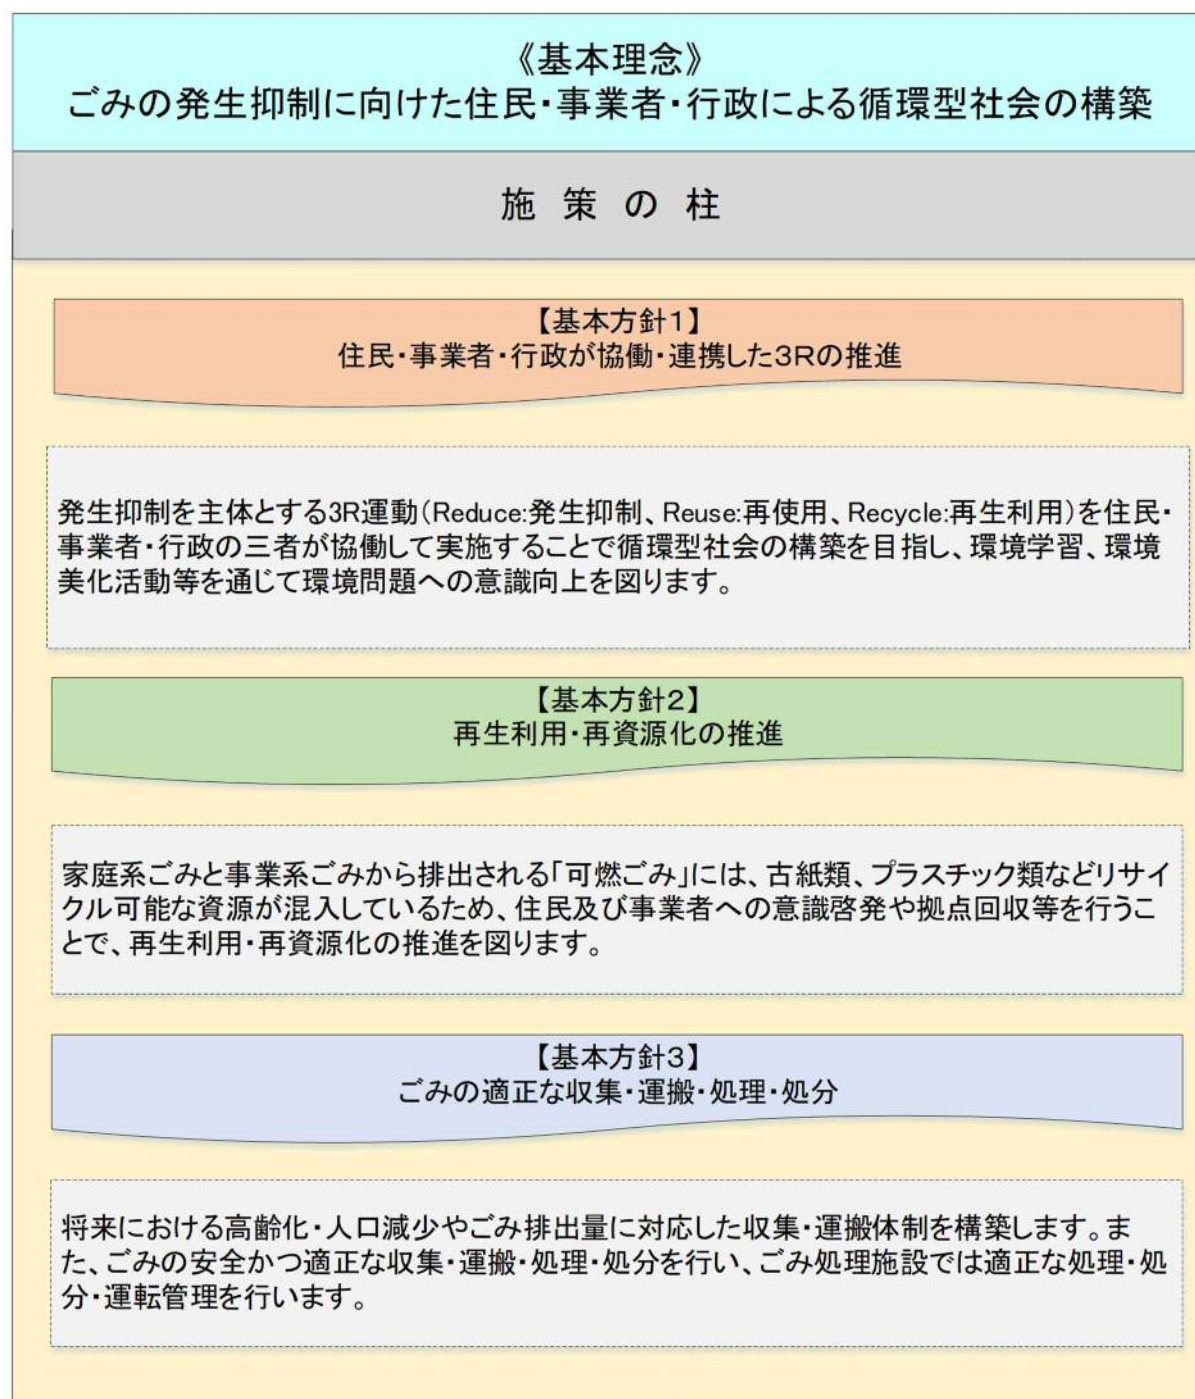 《基本理念》
ごみの発生抑制に向けた住民・事業者・行政による循環型社会の構築
施 策 の 柱
【基本方針1】
住民・事業者・行政が協働・連携した3Rの推進
発生抑制を主体とする3R運動(Reduce:発生抑制、Reuse:再使用、Recycle:再生利用)を住民・
事業者・行政の三者が協働して実施することで循環型社会の構築を目指し、環境学習、環境
美化活動等を通じて環境問題への意識向上を図ります。
【基本方針2】
再生利用・再資源化の推進
家庭系ごみと事業系ごみから排出される「可燃ごみ」には、古紙類、プラスチック類などリサイ
クル可能な資源が混入しているため、住民及び事業者への意識啓発や拠点回収等を行うこ
とで、再生利用・再資源化の推進を図ります。
【基本方針3】
ごみの適正な収集・運搬・処理・処分
将来における高齢化・人口減少やごみ排出量に対応した収集・運搬体制を構築します。ま
た、ごみの安全かつ適正な収集・運搬・処理・処分を行い、ごみ処理施設では適正な処理・処
分・運転管理を行います。